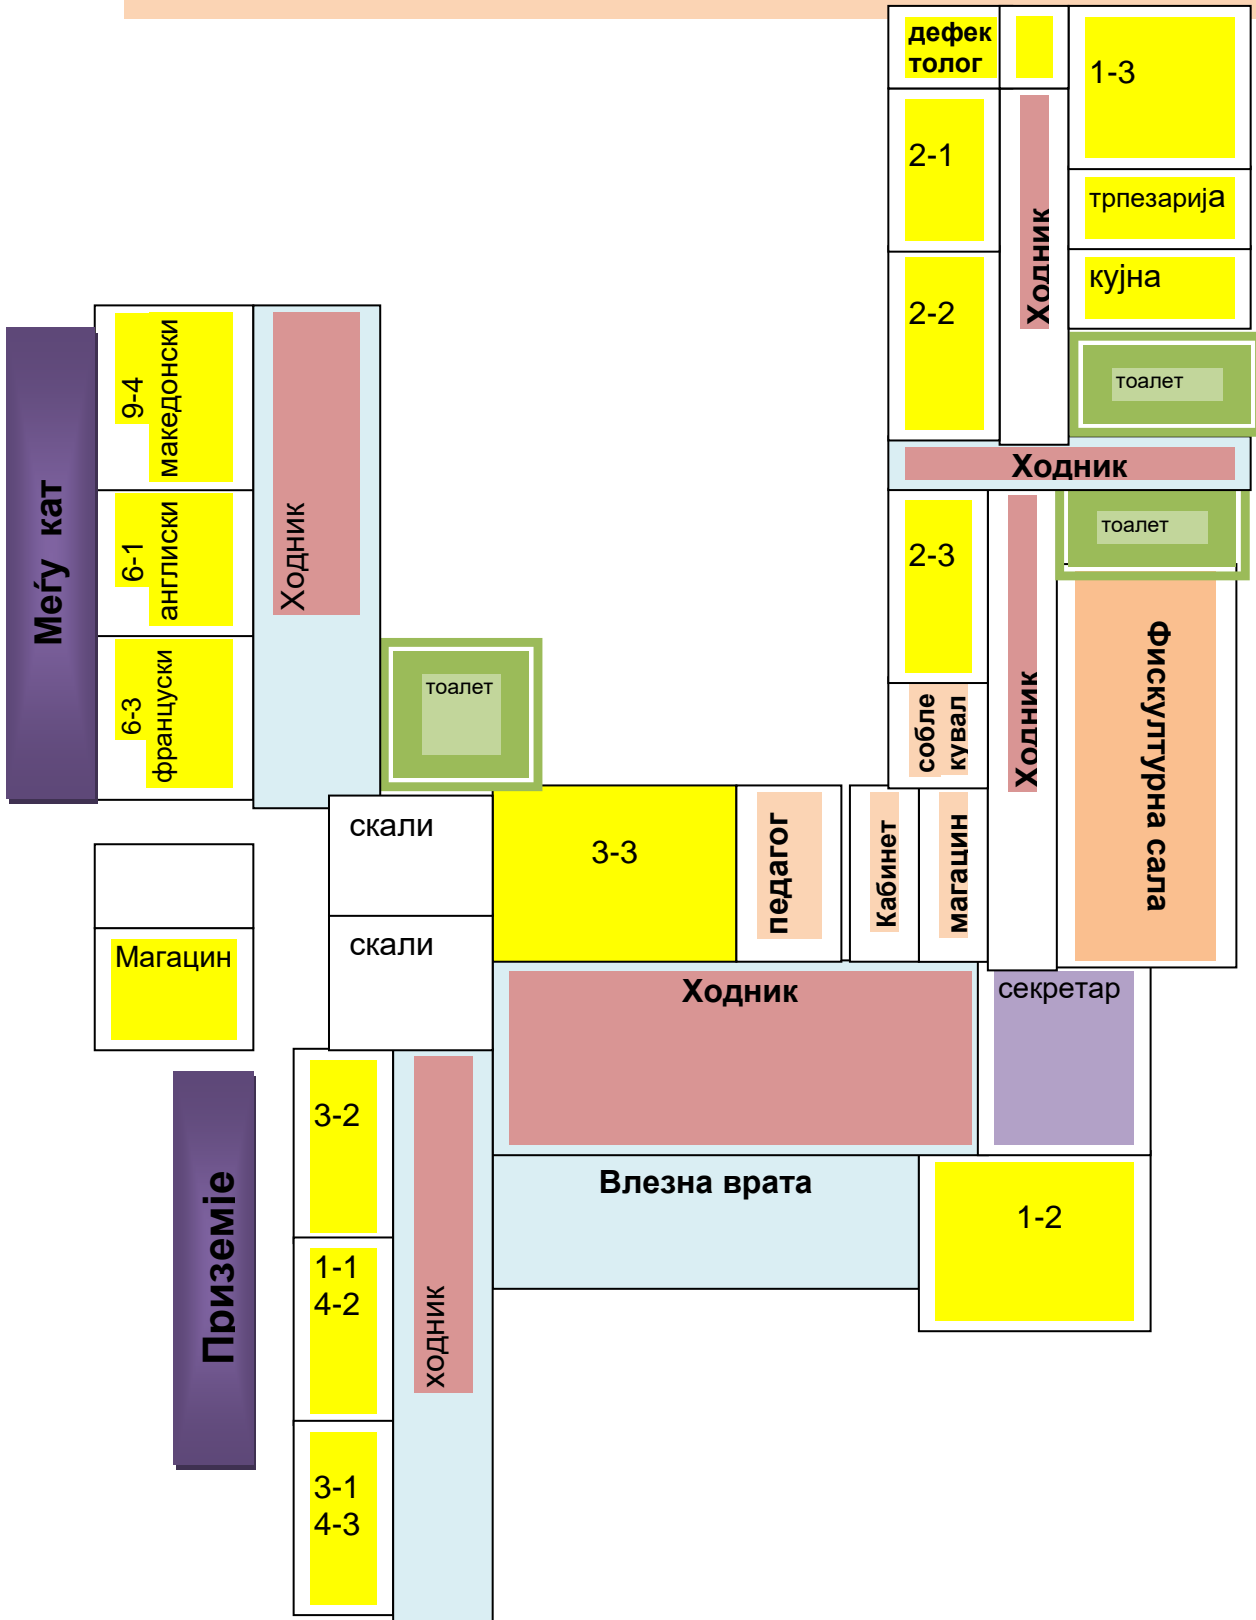 дефек
толог
1-3
2-1
Ходник
трпезаријa
кујна
2-2
тоалет
Ходник
Меѓу кат
9-4
македонски
6-1
англиски
6-3
француски
Ходник
тоалет
2-3
Ходник
тоалет
Фискултурна сала
собле
кувал
скали
3-3
педагог
Кабинет
магацин
скали
Магацин
Ходник
секретар
Приземје
3-2
ходник
Влезна врата
1-2
1-1
4-2
3-1
4-3